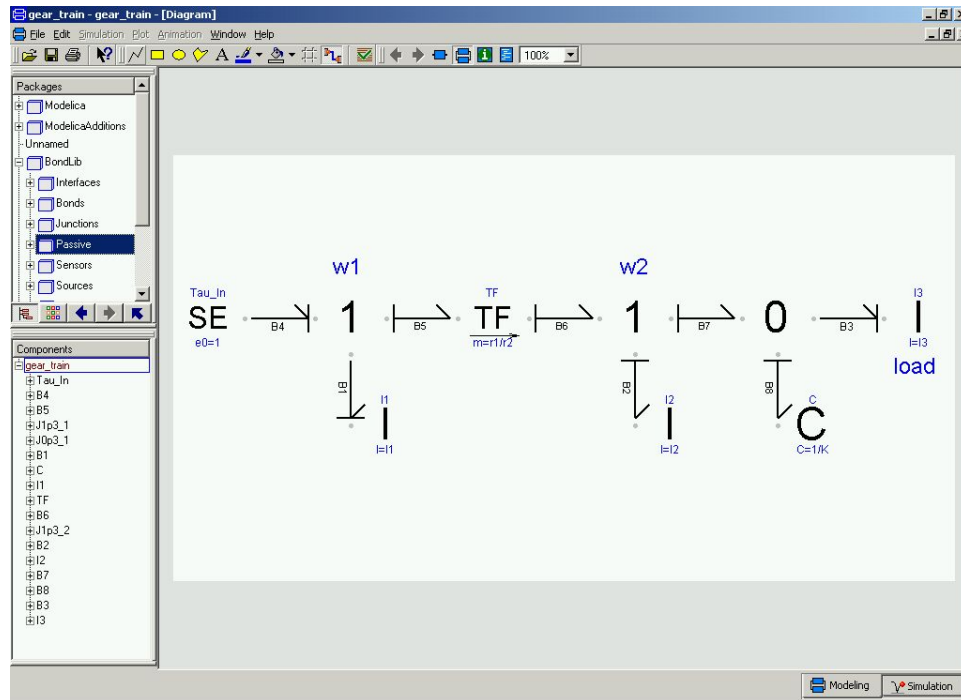 gear_train - gear_train - [Diagram]
File Edit Simulation Plot Animation Window Help
A 100%
Packages
Modelica
ModelicaAdditions
Unnamed
BondLib
Interfaces
Bonds
Junctions
Passive
Sensors
Sources
Components
gear_train
Tau_In
B4
B5
J1p3_1
J0p3_1
B1
C
I1
TF
B6
J1p3_2
B2
I2
B7
B8
B3
I3
w1 w2
Tau_In TF I3
SE B4 1 B5 TF B6 1 B7 0 B3 I
e0=1 m=r1/r2 I=I3
load
B1 I1 B2 I2 B8 C
I I C
I=I1 I=I2 C=1/K
Modeling Simulation